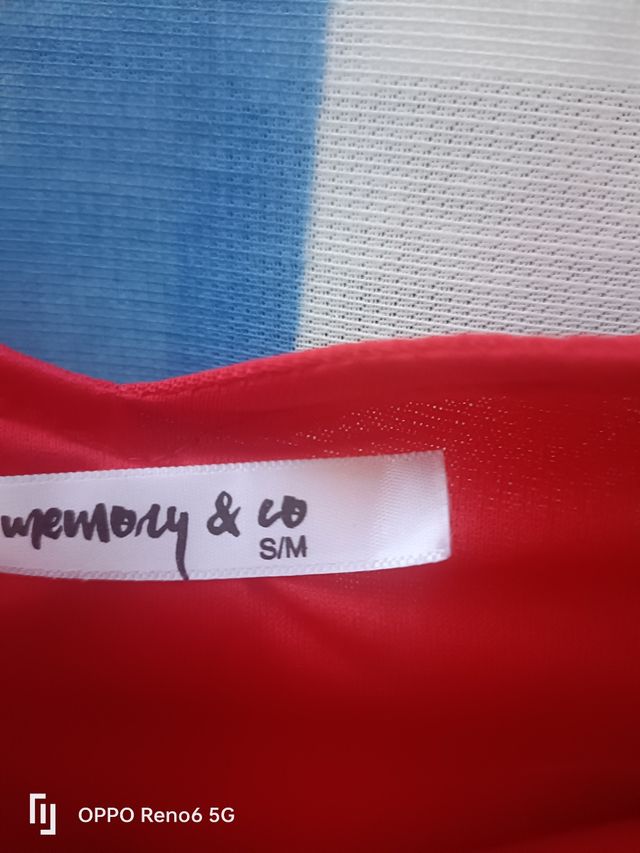 memory & co
S/M
OPPO Reno6 5G